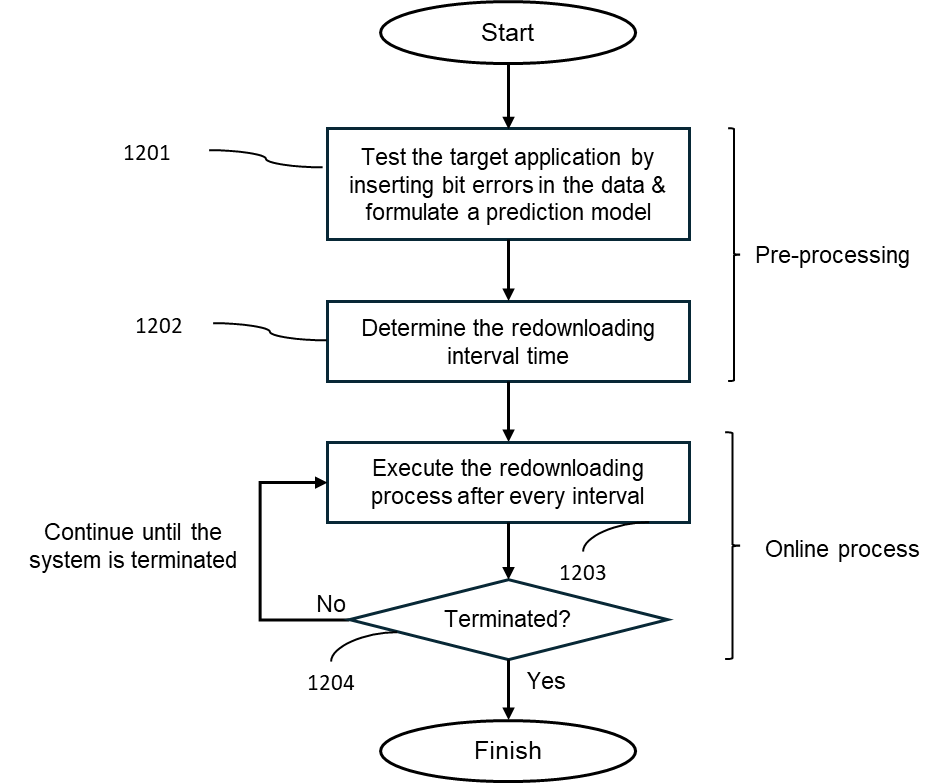 Start
1201
Test the target application by
inserting bit errors in the data &
formulate a prediction model
Pre-processing
1202
Determine the redownloading
interval time
Execute the redownloading
process after every interval
Continue until the
system is terminated
Online process
1203
No
Terminated?
1204
Yes
Finish